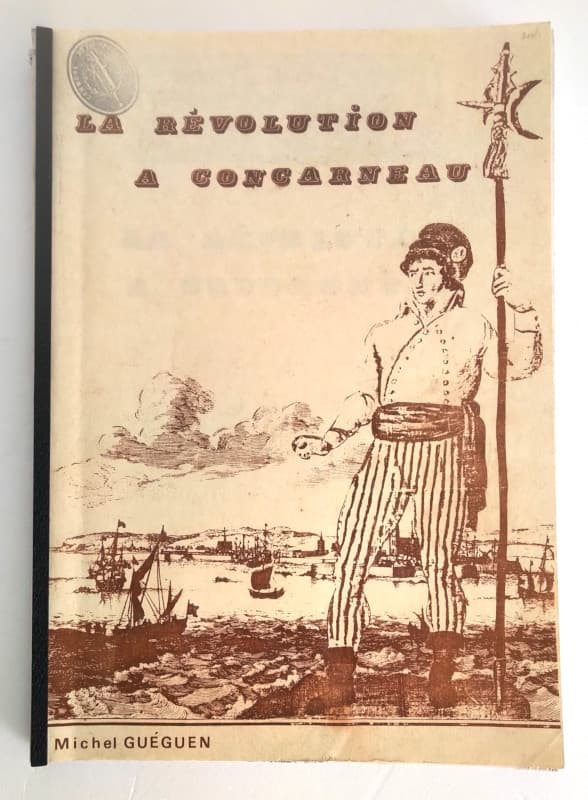 LA RÉVOLUTION
A CONCARNEAU
Michel GUÉGUEN